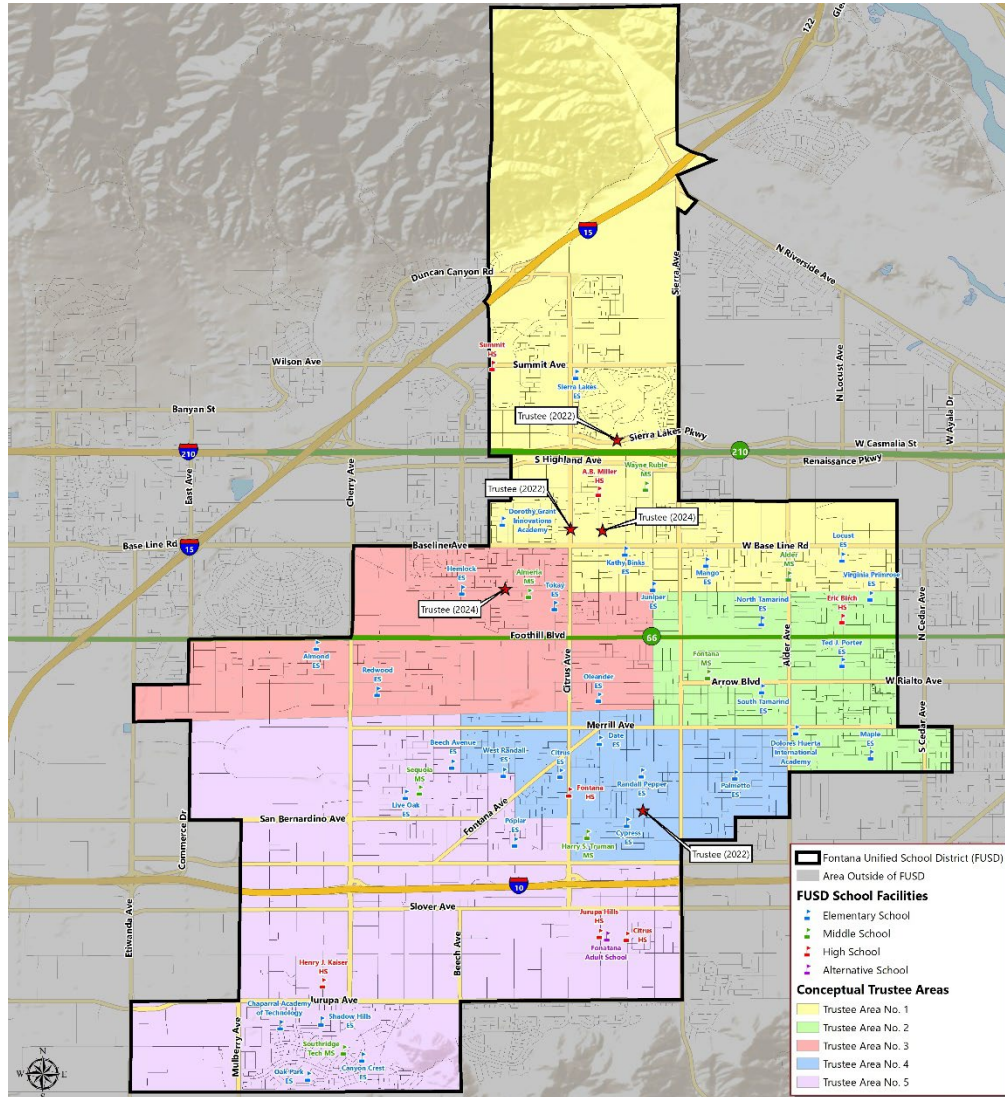 122
Gle
15
Duncan Canyon Rd
Sierra Ave
N Riverside Ave
Wilson Ave
Summit
HS
Summit Ave
Sierra Lakes
ES
N Locust Ave
Banyan St
Trustee (2022)
Sierra Lakes Pkwy
W Casmalia St
W Ayala Dr
210
210
Renaissance Pkwy
S Highland Ave
Wayne Ruble
MS
A.B. Miller
HS
East Ave
Cherry Ave
Trustee (2022)
Trustee (2024)
Dorothy Grant
Innovations
Academy
Locust
ES
Base Line Rd
15
Baseline Ave
W Base Line Rd
Kathy Binks
ES
Mango
ES
Alder
MS
Virginia Primrose
ES
Hemlock
ES
Almeria
MS
Tokay
ES
Juniper
ES
North Tamarind
ES
Eric Birch
HS
N Cedar Ave
Trustee (2024)
Foothill Blvd
66
Alder Ave
Ted J. Porter
ES
Almond
ES
Redwood
ES
Citrus Ave
Fontana
MS
Oleander
ES
Arrow Blvd
W Rialto Ave
South Tamarind
ES
Merrill Ave
S Cedar Ave
Beech Avenue
ES
West Randall
ES
Citrus
ES
Date
ES
Dolores Huerta
International
Academy
Maple
ES
Sequoia
MS
Live Oak
ES
Fontana
HS
Randall Pepper
ES
Palmetto
ES
Commerce Dr
San Bernardino Ave
Fontana Ave
Poplar
ES
Harry S. Truman
MS
Cypress
ES
Trustee (2022)
10
Slover Ave
Etiwanda Ave
Beech Ave
Jurupa Hills
HS
Citrus
HS
Fonatana
Adult School
Henry J. Kaiser
HS
Jurupa Ave
Chaparral Academy
of Technology
Shadow Hills
ES
Southridge
Tech MS
Mulberry Ave
Canyon Crest
ES
Oak Park
ES
N
W
E
S
Fontana Unified School District (FUSD)
Area Outside of FUSD
FUSD School Facilities
Elementary School
Middle School
High School
Alternative School
Conceptual Trustee Areas
Trustee Area No. 1
Trustee Area No. 2
Trustee Area No. 3
Trustee Area No. 4
Trustee Area No. 5